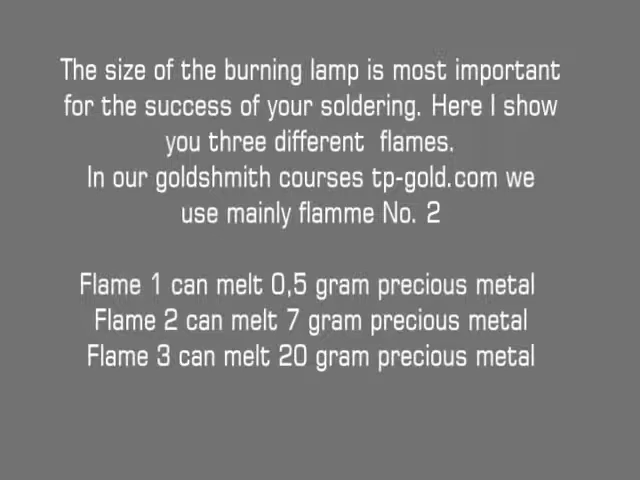 The size of the burning lamp is most important
for the success of your soldering. Here I show
you three different flames.
In our goldshmith courses tp-gold.com we
use mainly flamme No. 2
Flame 1 can melt 0,5 gram precious metal
Flame 2 can melt 7 gram precious metal
Flame 3 can melt 20 gram precious metal